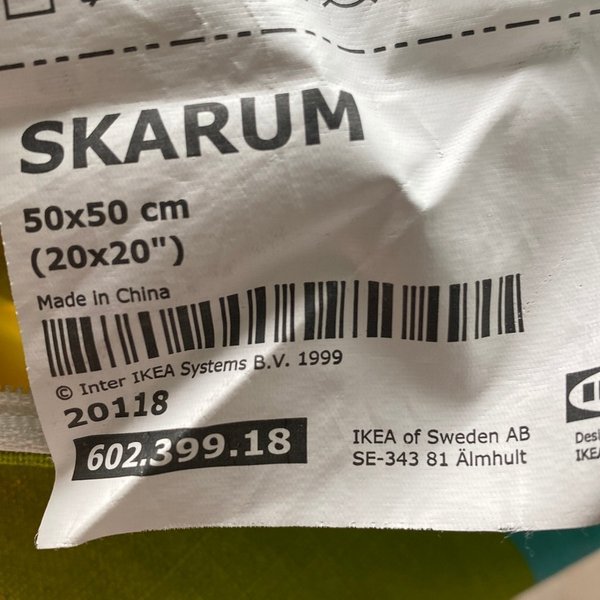 SKARUM
50x50 cm
(20x20")
Made in China
© Inter IKEA Systems B.V. 1999
20118
602.399.18
IKEA of Sweden AB
SE-343 81 Älmhult